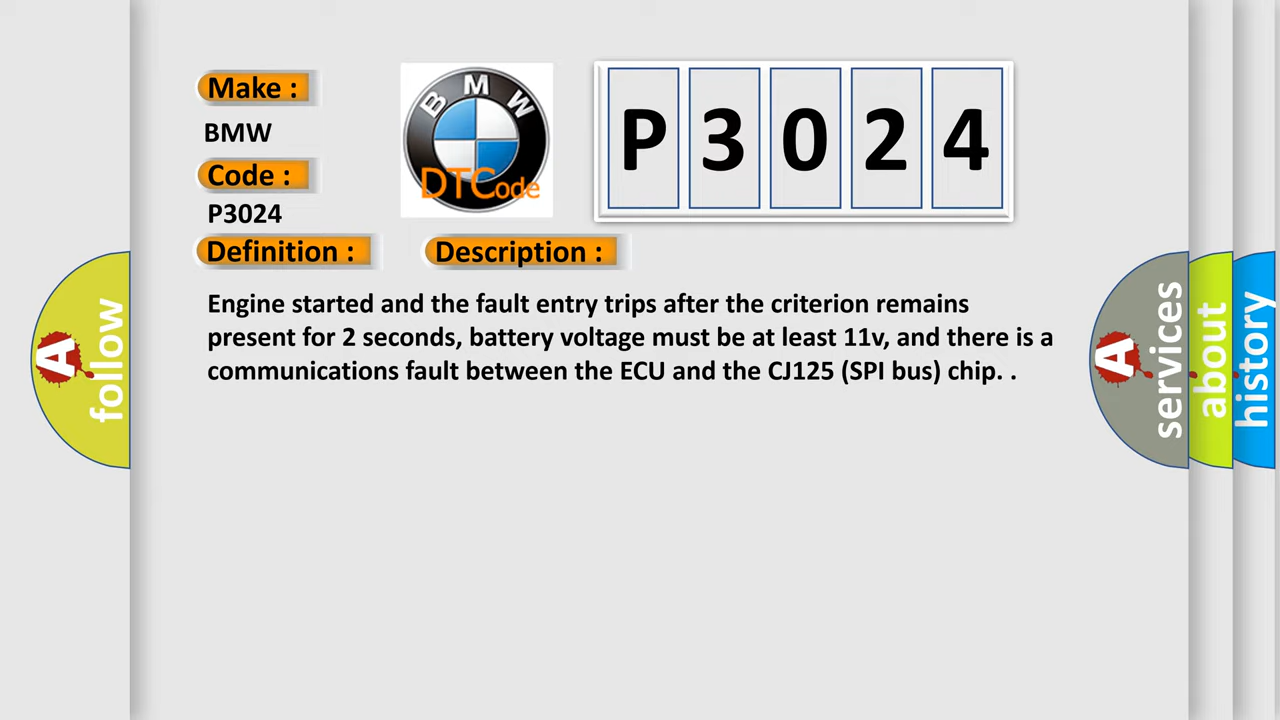 Make :
BMW
Code :
P3024
Definition :
Description :
BMW
DTCode
P 3 0 2 4
Engine started and the fault entry trips after the criterion remains
present for 2 seconds, battery voltage must be at least 11v, and there is a
communications fault between the ECU and the CJ125 (SPI bus) chip. .
A follow
A services
about
history